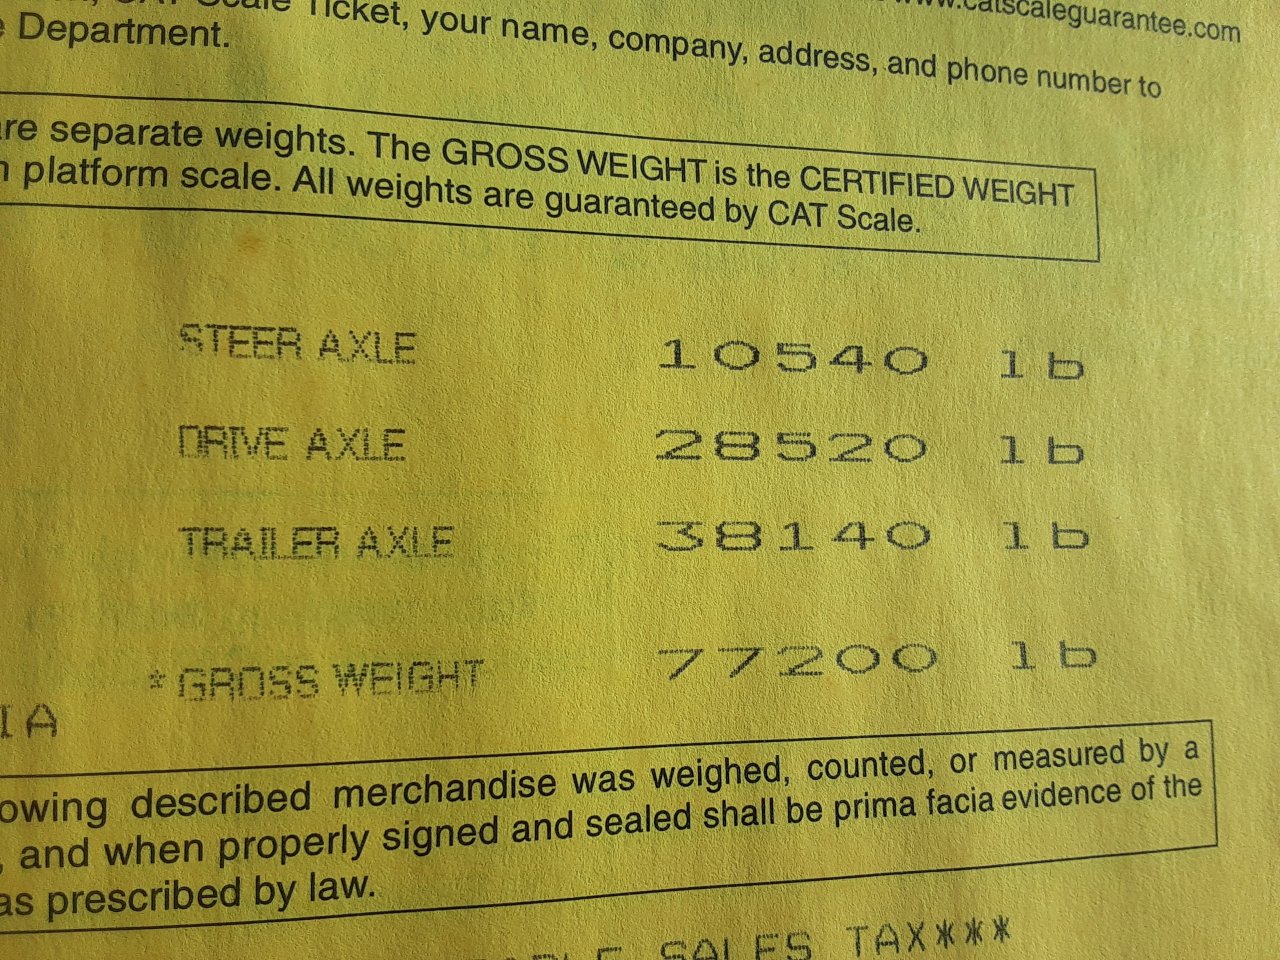 Scale Ticket, your name, company, address, and phone number to
www.catscaleguarantee.com
Department.
are separate weights. The GROSS WEIGHT is the CERTIFIED WEIGHT
platform scale. All weights are guaranteed by CAT Scale.
STEER AXLE 10540 lb
DRIVE AXLE 28520 lb
TRAILER AXLE 38140 lb
* GROSS WEIGHT 77200 lb
IA
owing described merchandise was weighed, counted, or measured by a
, and when properly signed and sealed shall be prima facia evidence of the
as prescribed by law.
SALES TAX***